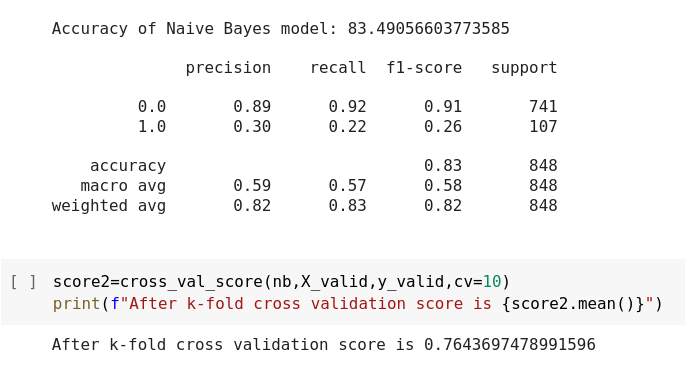 Accuracy of Naive Bayes model: 83.49056603773585
precision recall f1-score support
0.0 0.89 0.92 0.91 741
1.0 0.30 0.22 0.26 107
accuracy 0.83 848
macro avg 0.59 0.57 0.58 848
weighted avg 0.82 0.83 0.82 848
[ ] score2=cross_val_score(nb,X_valid,y_valid,cv=10)
print(f"After k-fold cross validation score is {score2.mean()}")
After k-fold cross validation score is 0.7643697478991596